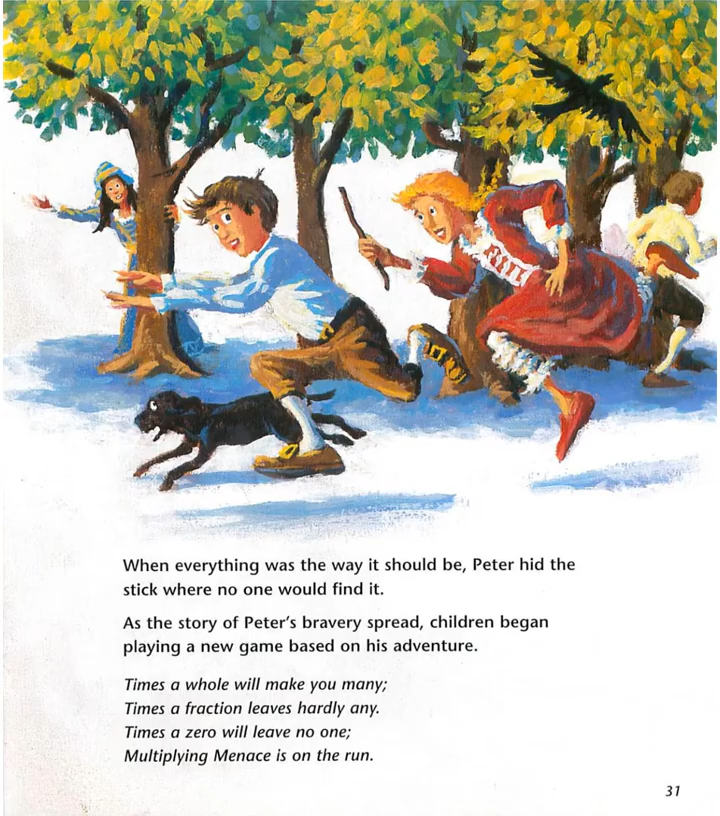 When everything was the way it should be, Peter hid the
stick where no one would find it.
As the story of Peter's bravery spread, children began
playing a new game based on his adventure.
Times a whole will make you many;
Times a fraction leaves hardly any.
Times a zero will leave no one;
Multiplying Menace is on the run.
31